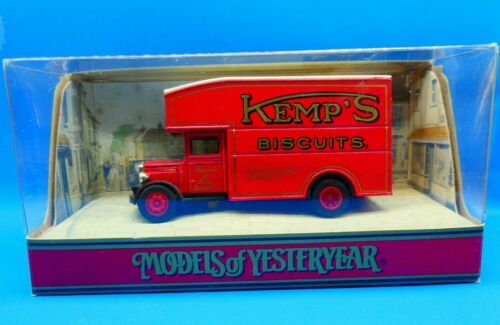 KEMP'S
BISCUITS
MODELS of YESTERYEAR®